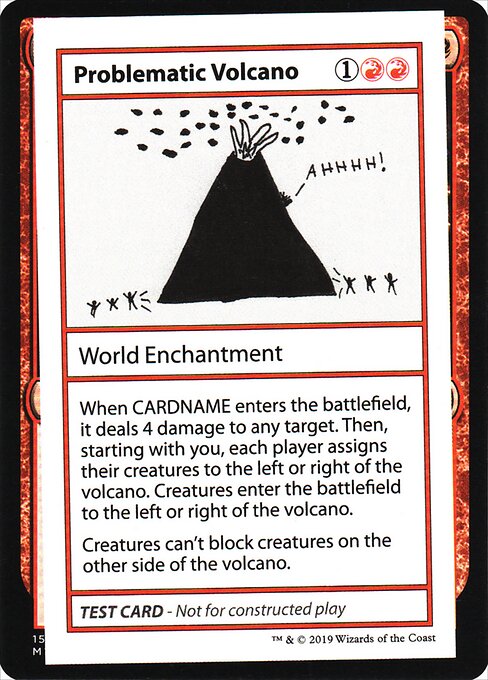 Problematic Volcano 1
AHHHH!
World Enchantment
When CARDNAME enters the battlefield,
it deals 4 damage to any target. Then,
starting with you, each player assigns
their creatures to the left or right of the
volcano. Creatures enter the battlefield
to the left or right of the volcano.
Creatures can't block creatures on the
other side of the volcano.
TEST CARD - Not for constructed play
15
M
™ & © 2019 Wizards of the Coast